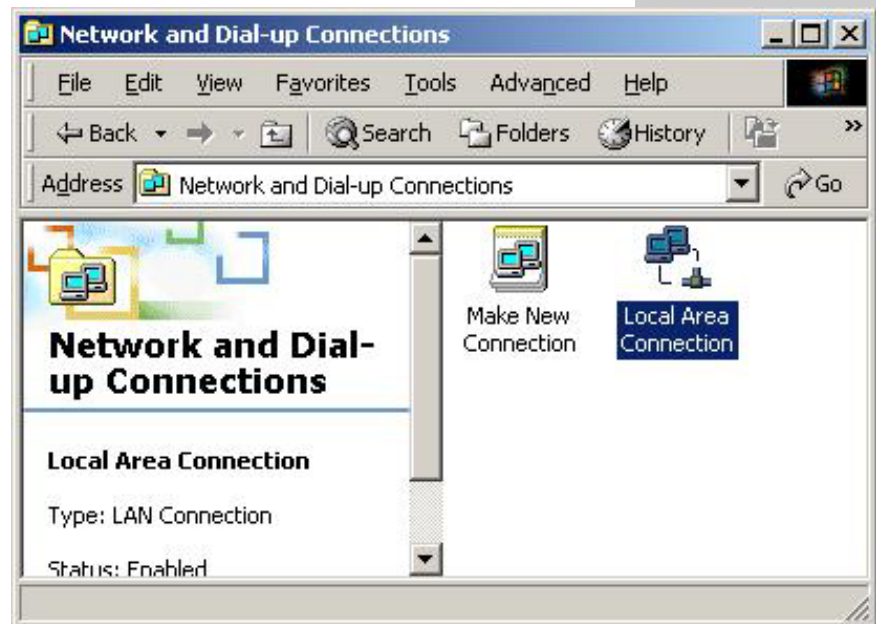 Network and Dial-up Connections
File Edit View Favorites Tools Advanced Help
Back Search Folders History »
Address Network and Dial-up Connections Go
Network and Dial-
up Connections
Local Area Connection
Type: LAN Connection
Status: Enabled
Make New
Connection
Local Area
Connection